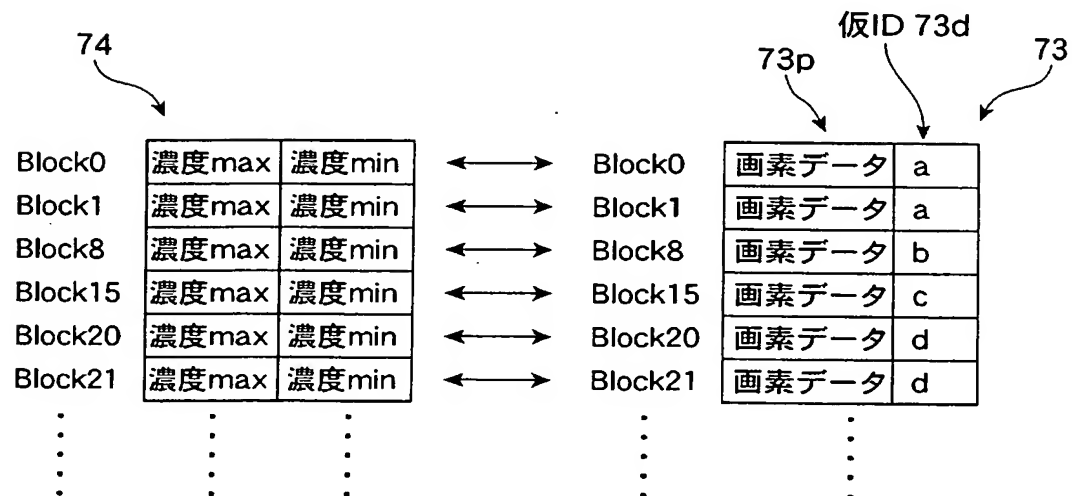 仮ID 73d
74 73p 73
Block0 濃度max 濃度min Block0 画素データ a
Block1 濃度max 濃度min Block1 画素データ a
Block8 濃度max 濃度min Block8 画素データ b
Block15 濃度max 濃度min Block15 画素データ c
Block20 濃度max 濃度min Block20 画素データ d
Block21 濃度max 濃度min Block21 画素データ d